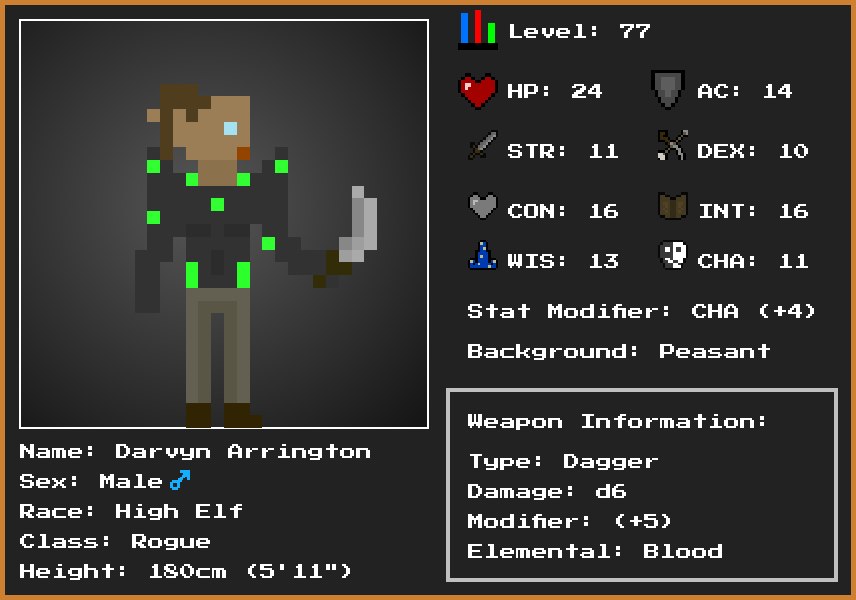 Level: 77
HP: 24
AC: 14
STR: 11
DEX: 10
CON: 16
INT: 16
WIS: 13
CHA: 11
Stat Modifier: CHA (+4)
Background: Peasant
Weapon Information:
Type: Dagger
Damage: d6
Modifier: (+5)
Elemental: Blood
Name: Darvyn Arrington
Sex: Male♂
Race: High Elf
Class: Rogue
Height: 180cm (5'11")